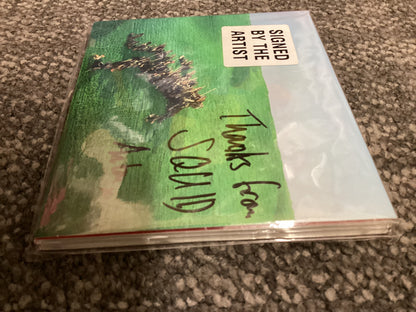 SIGNED
BY THE
ARTIST
Thanks from
SQUID